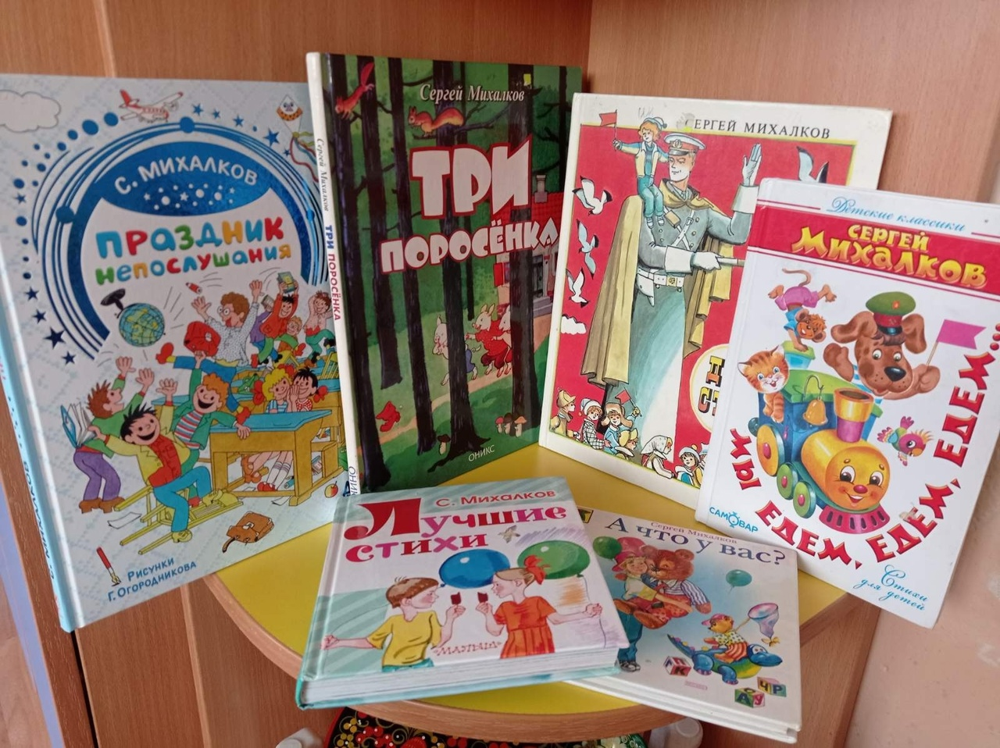 С. МИХАЛКОВ
ПРАЗДНИК
НЕПОСЛУШАНИЯ
РИСУНКИ
Г. ОГОРОДНИКОВА
Сергей Михалков
ТРИ ПОРОСЁНКА
Сергей Михалков
ТРИ
ПОРОСЁНКА
ОНИКС
СЕРГЕЙ МИХАЛКОВ
Детские классики
СЕРГЕЙ
МИХАЛКОВ
МЫ ЕДЕМ, ЕДЕМ, ЕДЕМ...
САМОВАР
Стихи
для детей
С. МИХАЛКОВ
Лучшие
стихи
«МАЛЫШ»
Сергей Михалков
А что у вас?